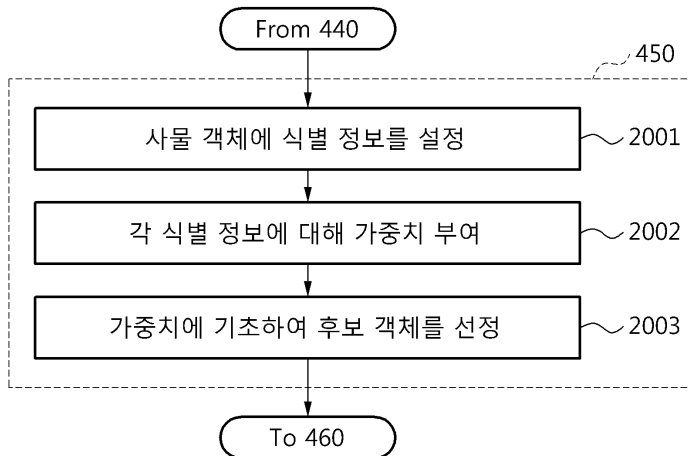 From 440
450
사물 객체에 식별 정보를 설정
2001
각 식별 정보에 대해 가중치 부여
2002
가중치에 기초하여 후보 객체를 선정
2003
To 460